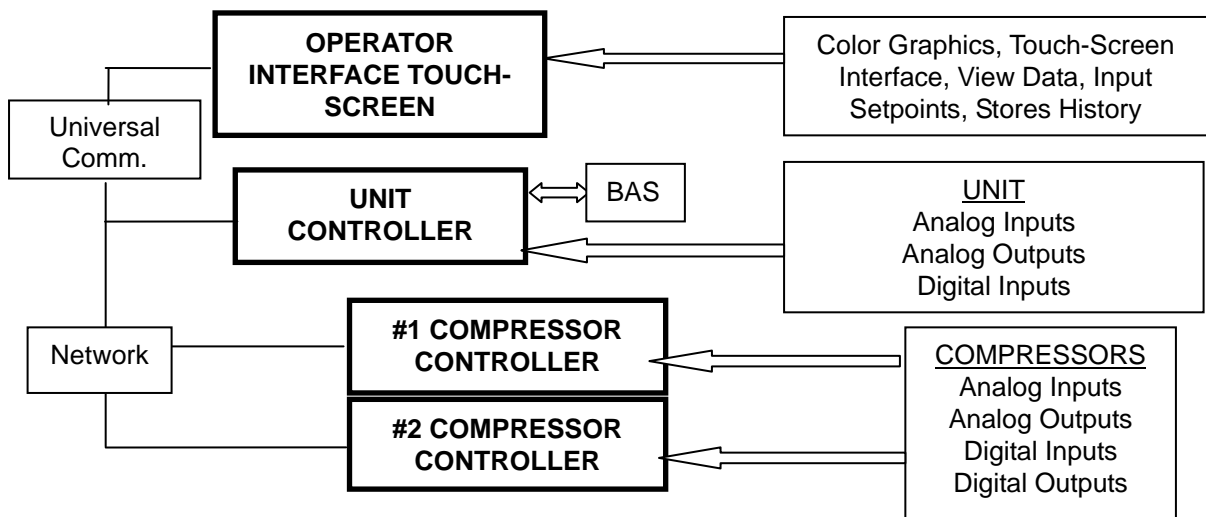 OPERATOR
INTERFACE TOUCH-
SCREEN
Color Graphics, Touch-Screen
Interface, View Data, Input
Setpoints, Stores History
Universal
Comm.
UNIT
CONTROLLER
BAS
UNIT
Analog Inputs
Analog Outputs
Digital Inputs
Network
#1 COMPRESSOR
CONTROLLER
#2 COMPRESSOR
CONTROLLER
COMPRESSORS
Analog Inputs
Analog Outputs
Digital Inputs
Digital Outputs